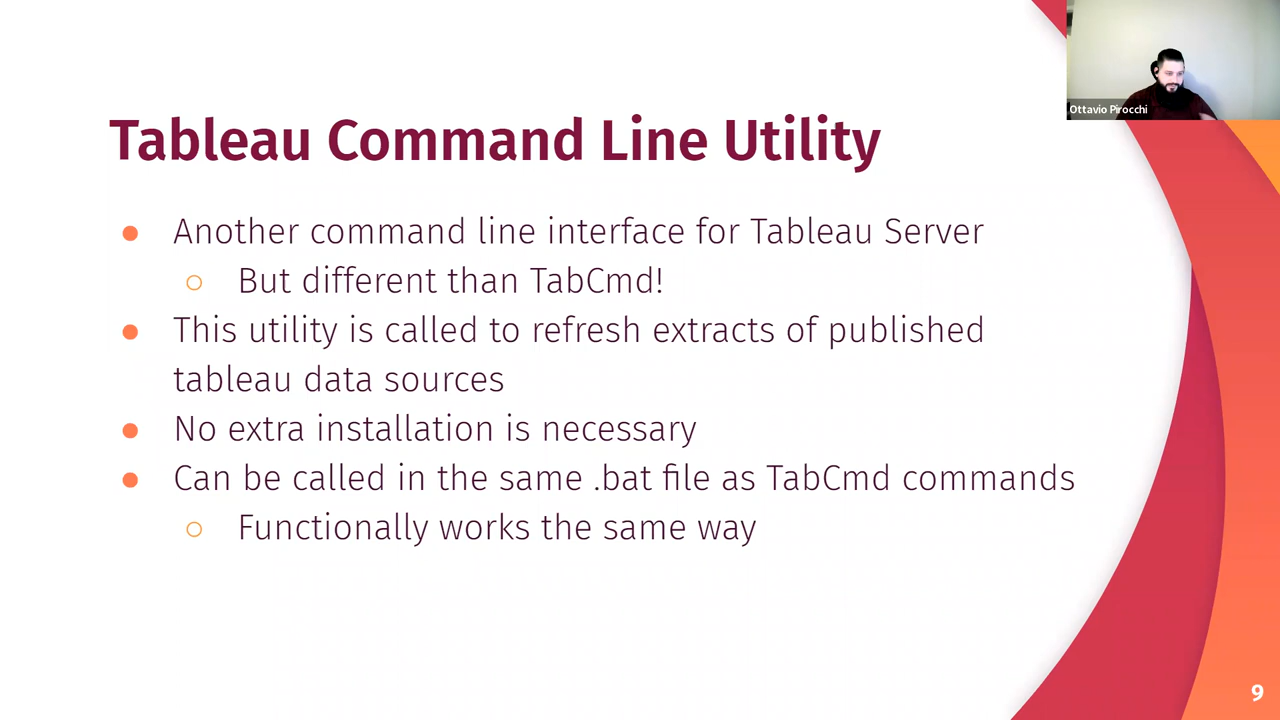 Ottavio Pirocchi
Tableau Command Line Utility
● Another command line interface for Tableau Server
○ But different than TabCmd!
● This utility is called to refresh extracts of published
tableau data sources
● No extra installation is necessary
● Can be called in the same .bat file as TabCmd commands
○ Functionally works the same way
9